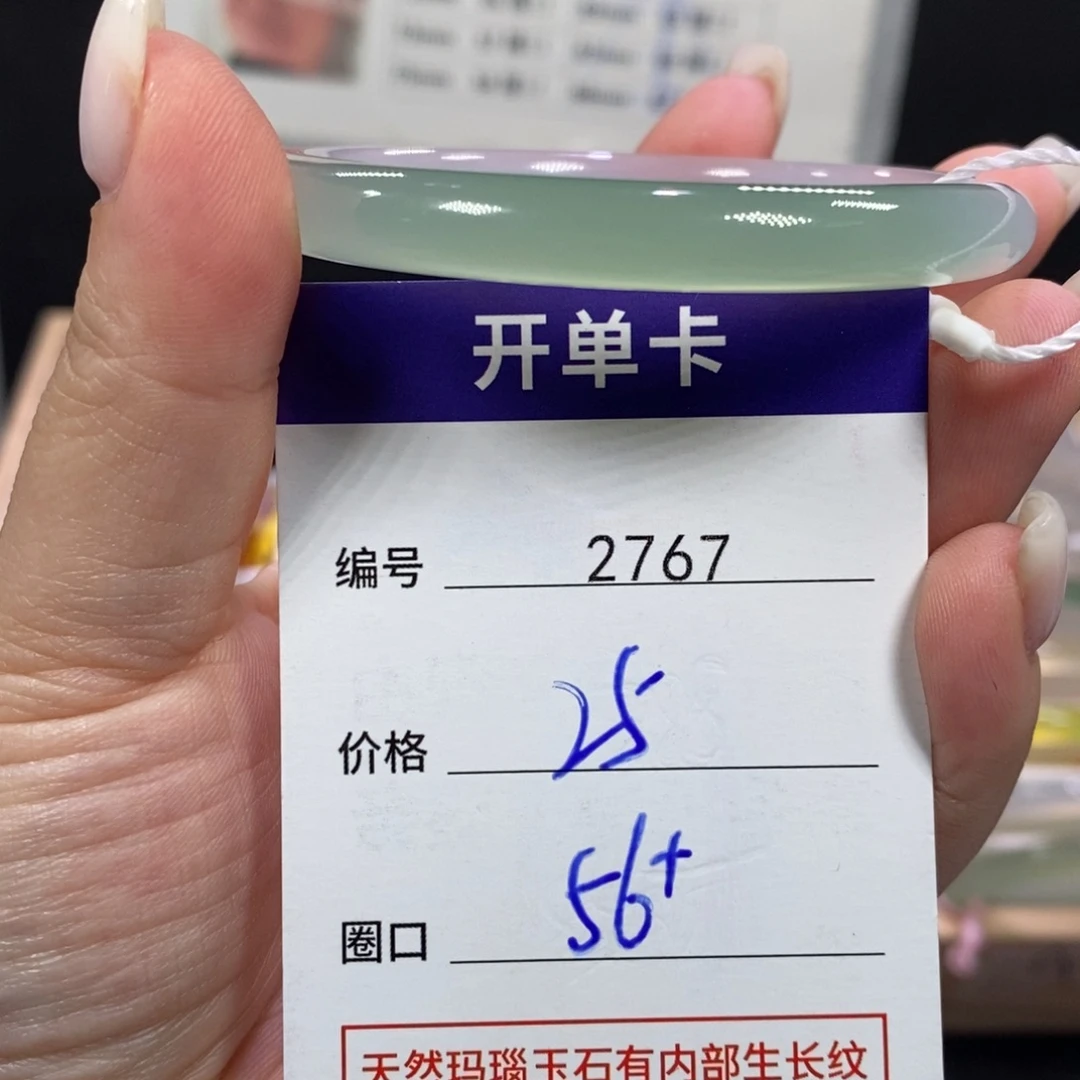 开单卡
编号 2767
价格 25
圈口 56+
天然玛瑙玉石有内部生长纹